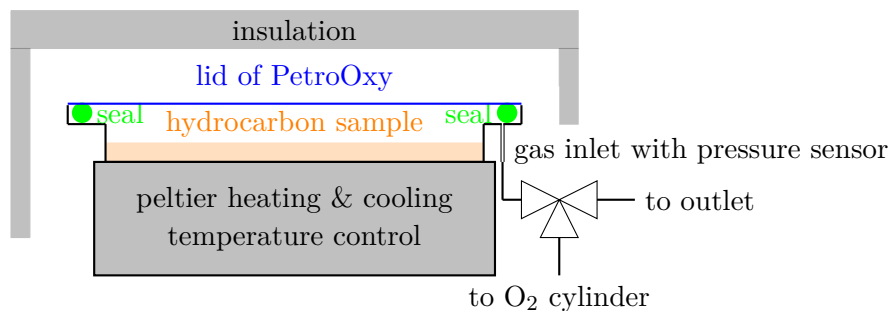 insulation
lid of PetroOxy
seal
seal
hydrocarbon sample
gas inlet with pressure sensor
peltier heating & cooling
temperature control
to outlet
to O₂ cylinder